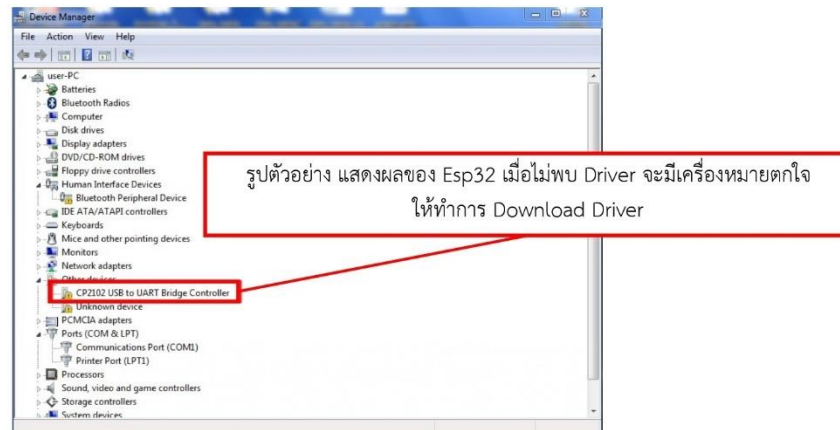 Device Manager
File Action View Help
user-PC
Batteries
Bluetooth Radios
Computer
Disk drives
Display adapters
DVD/CD-ROM drives
Floppy drive controllers
Human Interface Devices
Bluetooth Peripheral Device
IDE ATA/ATAPI controllers
Keyboards
Mice and other pointing devices
Monitors
Network adapters
Other devices
CP2102 USB to UART Bridge Controller
Unknown device
PCMCIA adapters
Ports (COM & LPT)
Communications Port (COM1)
Printer Port (LPT1)
Processors
Sound, video and game controllers
Storage controllers
System devices
รูปตัวอย่าง แสดงผลของ Esp32 เมื่อไม่พบ Driver จะมีเครื่องหมายตกใจ
ให้ทำการ Download Driver